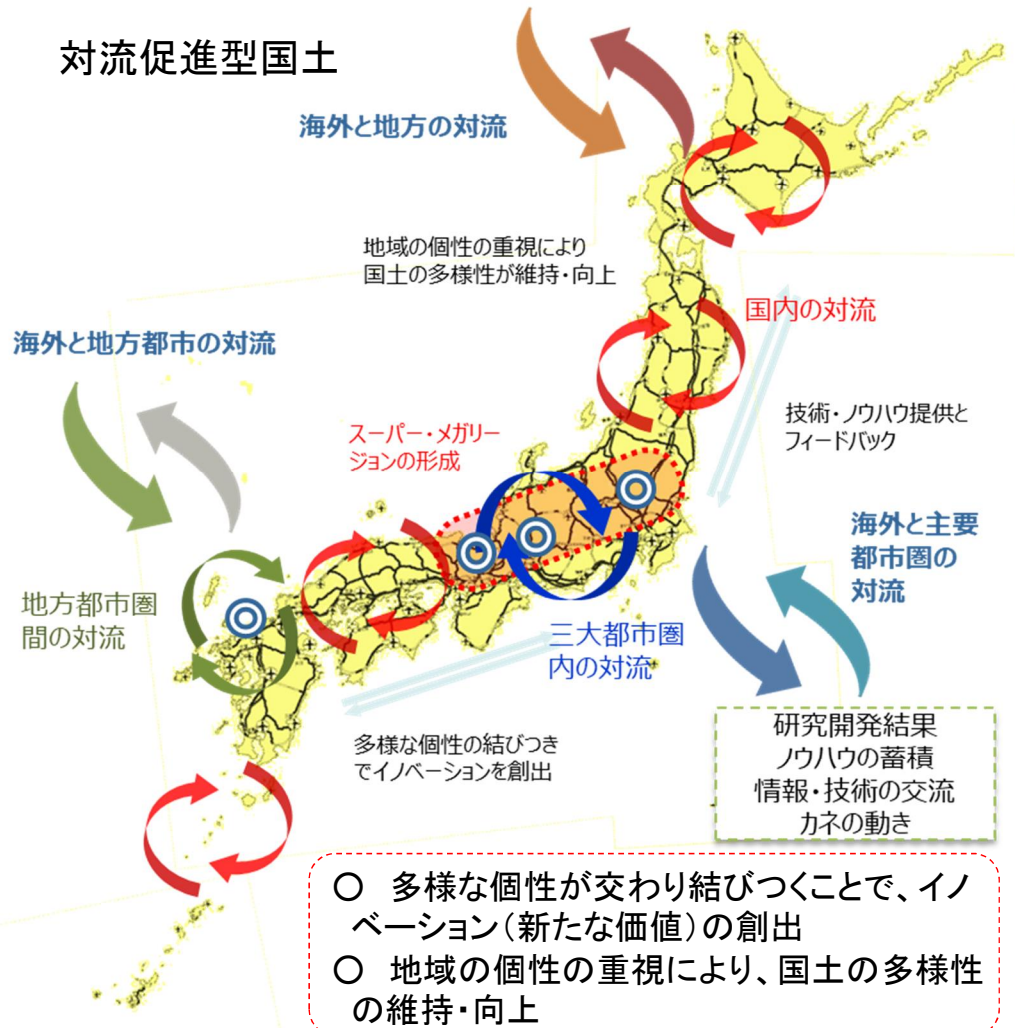 対流促進型国土
海外と地方の対流
地域の個性の重視により
国土の多様性が維持・向上
国内の対流
海外と地方都市の対流
技術・ノウハウ提供と
フィードバック
スーパー・メガリー
ジョンの形成
海外と主要
都市圏の
対流
地方都市圏
間の対流
三大都市圏
内の対流
多様な個性の結びつき
でイノベーションを創出
研究開発結果
ノウハウの蓄積
情報・技術の交流
カネの動き
○ 多様な個性が交わり結びつくことで、イノ
ベーション(新たな価値)の創出
○ 地域の個性の重視により、国土の多様性
の維持・向上